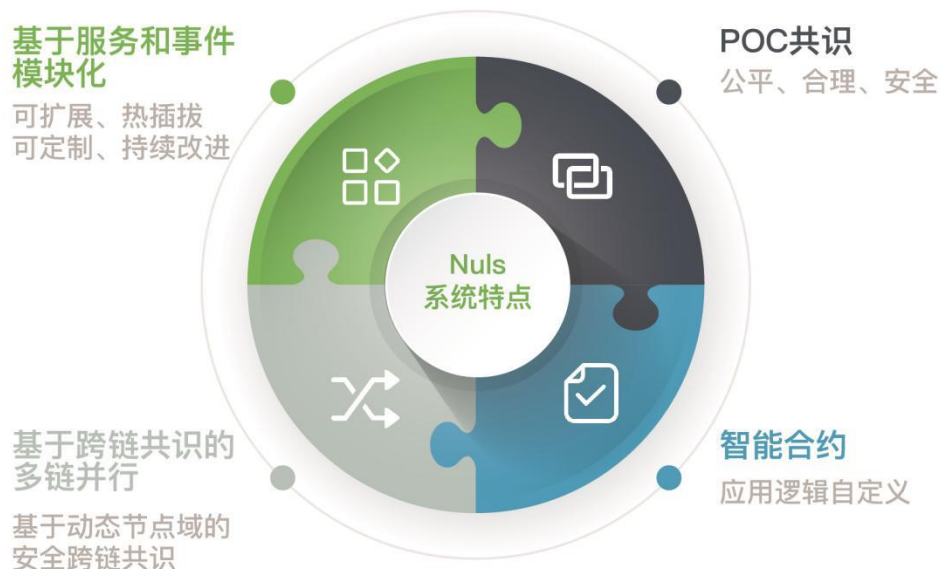 基于服务和事件
模块化
可扩展、热插拔
可定制、持续改进
POC共识
公平、合理、安全
Nuls
系统特点
基于跨链共识的
多链并行
基于动态节点域的
安全跨链共识
智能合约
应用逻辑自定义